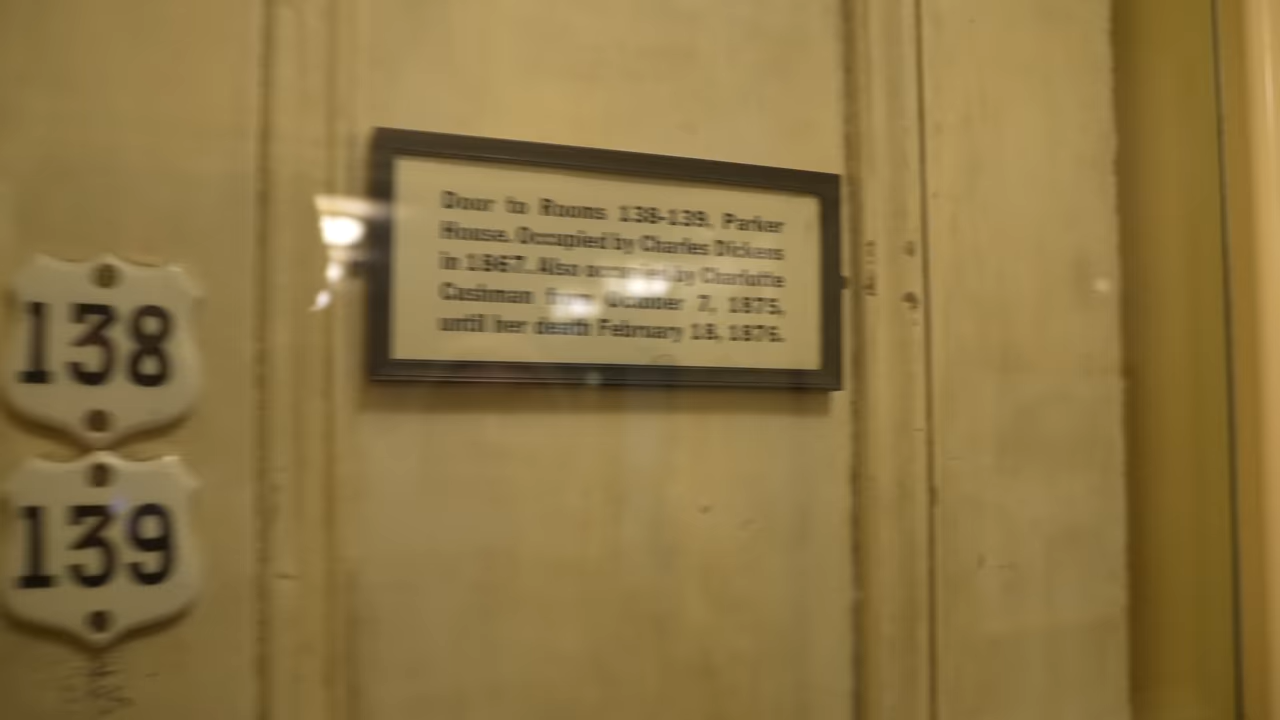 138
139
Door to Rooms 138-139, Parker
House. Occupied by Charles Dickens
in 1867. Also occupied by Charlotte
Cushman from October 7, 1875,
until her death February 18, 1876.